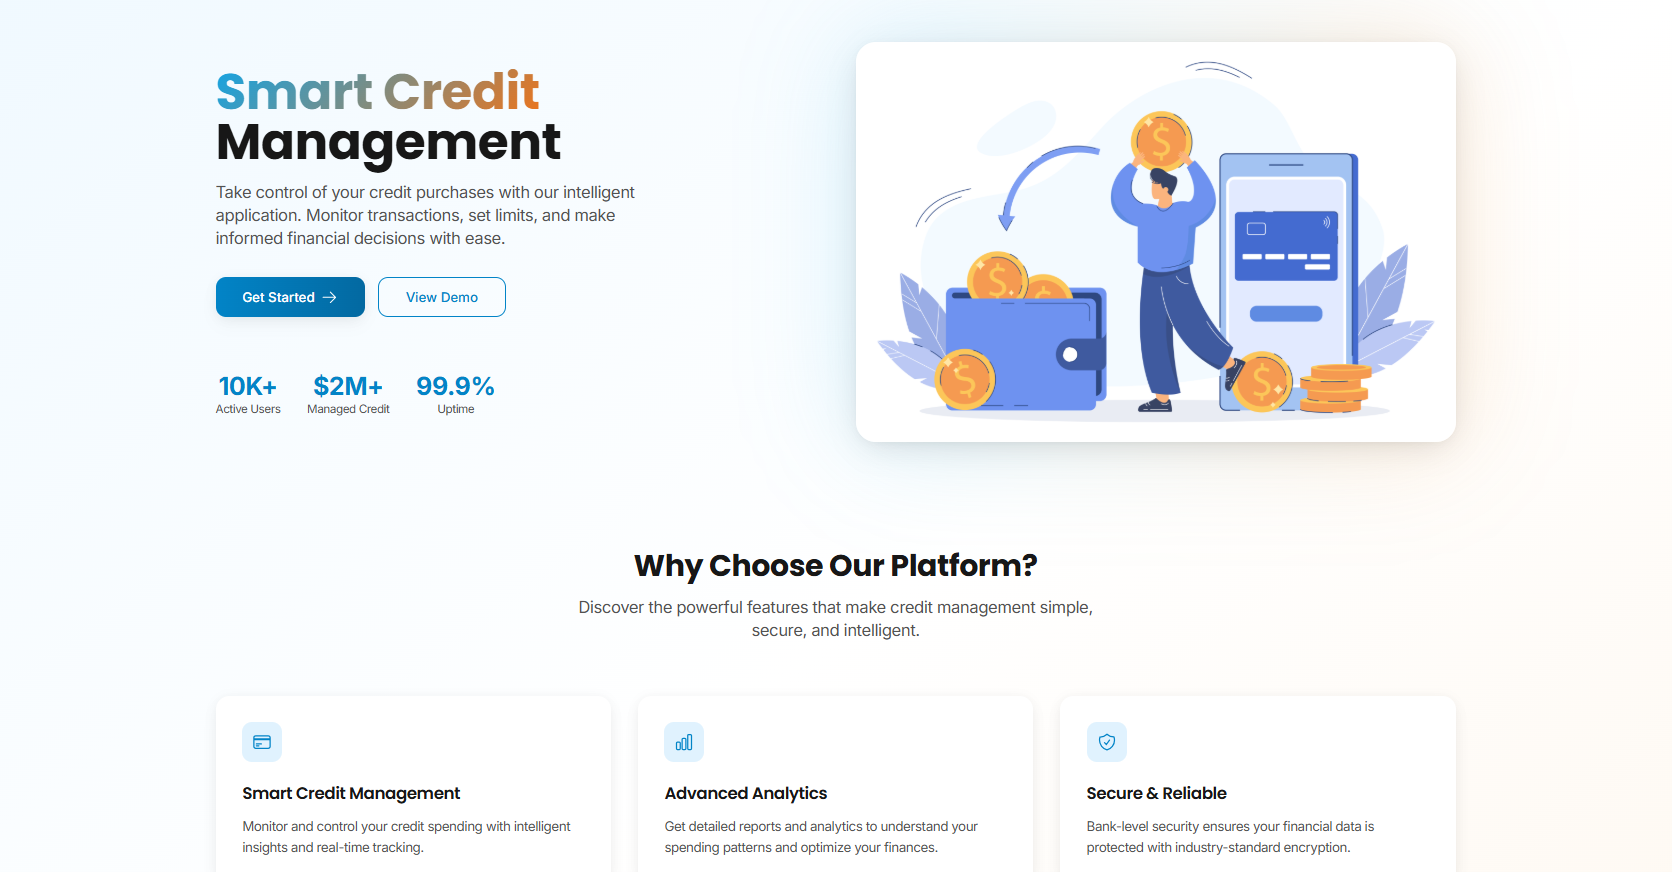 Smart Credit
Management
Take control of your credit purchases with our intelligent
application. Monitor transactions, set limits, and make
informed financial decisions with ease.
Get Started
View Demo
10K+
Active Users
$2M+
Managed Credit
99.9%
Uptime
Why Choose Our Platform?
Discover the powerful features that make credit management simple,
secure, and intelligent.
Smart Credit Management
Monitor and control your credit spending with intelligent
insights and real-time tracking.
Advanced Analytics
Get detailed reports and analytics to understand your
spending patterns and optimize your finances.
Secure & Reliable
Bank-level security ensures your financial data is
protected with industry-standard encryption.